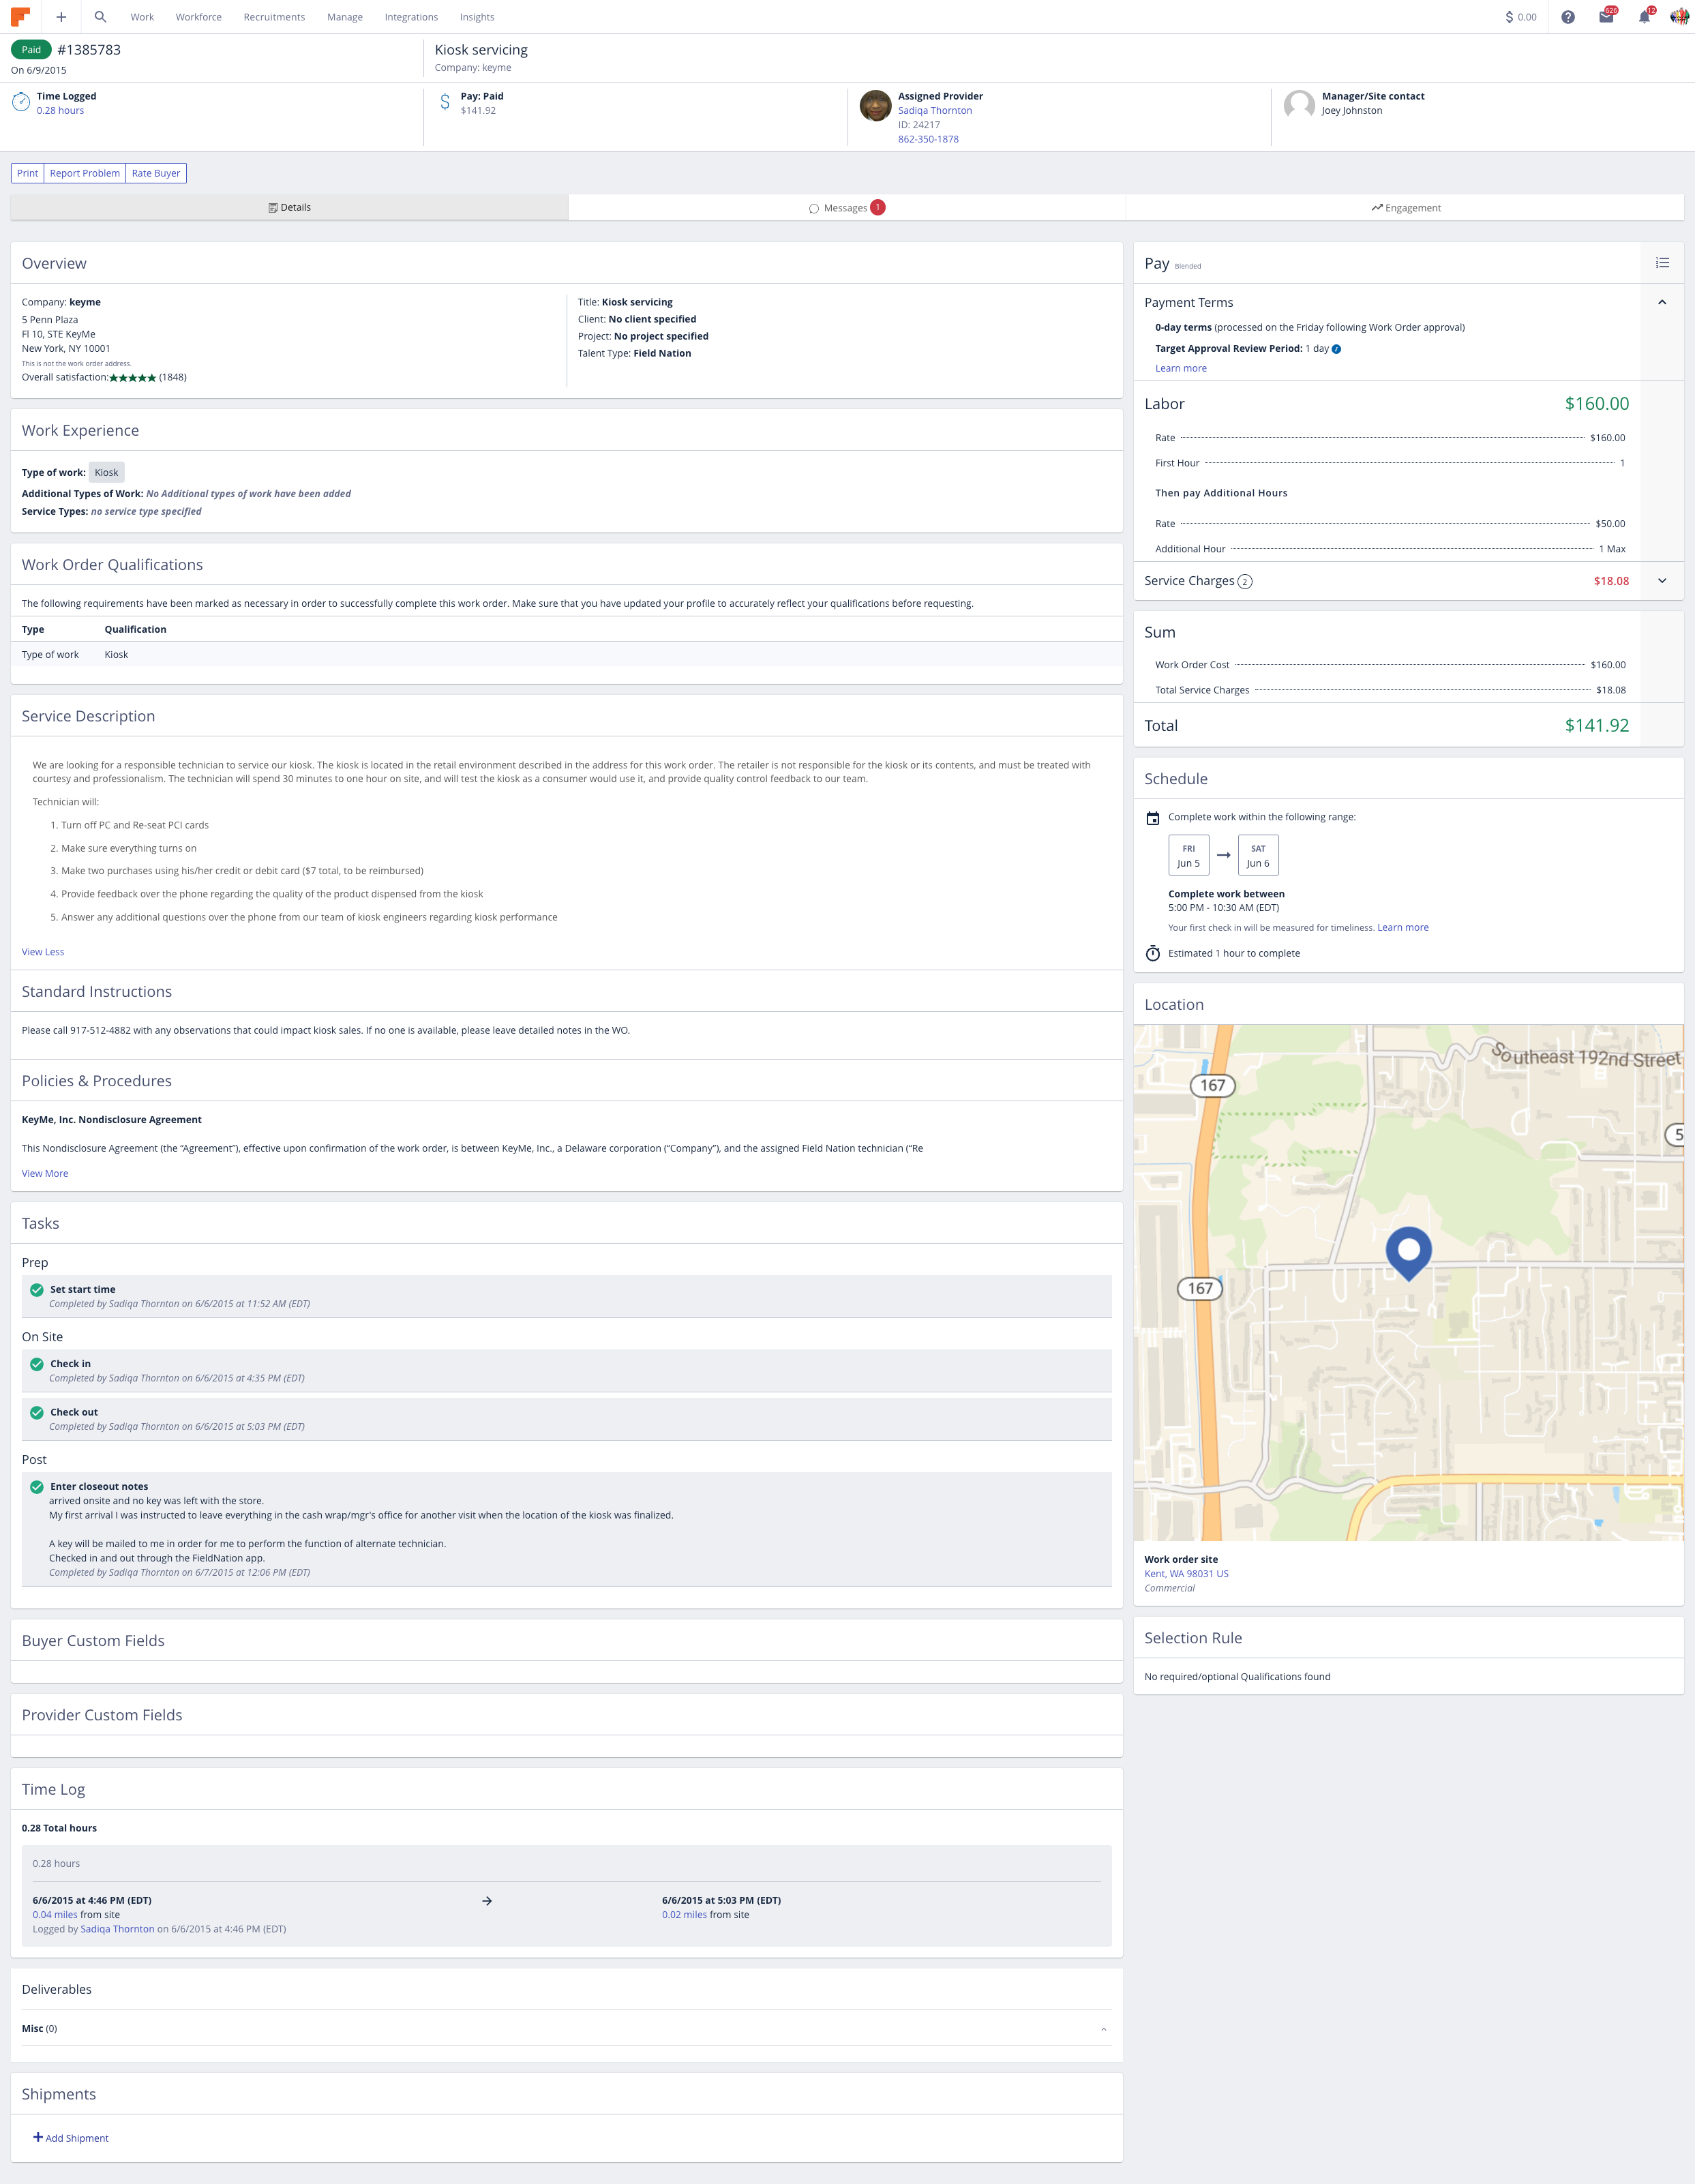 Work Workforce Recruitments Manage Integrations Insights
$ 0.00 626 12
Paid #1385783
On 6/9/2015
Kiosk servicing
Company: keyme
Time Logged
0.28 hours
Pay: Paid
$141.92
Assigned Provider
Sadiqa Thornton
ID: 24217
862-350-1878
Manager/Site contact
Joey Johnston
Print Report Problem Rate Buyer
Details Messages 1 Engagement
Overview
Company: keyme
5 Penn Plaza
Fl 10, STE KeyMe
New York, NY 10001
This is not the work order address.
Overall satisfaction:★★★★★ (1848)
Title: Kiosk servicing
Client: No client specified
Project: No project specified
Talent Type: Field Nation
Work Experience
Type of work: Kiosk
Additional Types of Work: No Additional types of work have been added
Service Types: no service type specified
Work Order Qualifications
The following requirements have been marked as necessary in order to successfully complete this work order. Make sure that you have updated your profile to accurately reflect your qualifications before requesting.
Type Qualification
Type of work Kiosk
Service Description
We are looking for a responsible technician to service our kiosk. The kiosk is located in the retail environment described in the address for this work order. The retailer is not responsible for the kiosk or its contents, and must be treated with
courtesy and professionalism. The technician will spend 30 minutes to one hour on site, and will test the kiosk as a consumer would use it, and provide quality control feedback to our team.
Technician will:
1. Turn off PC and Re-seat PCI cards
2. Make sure everything turns on
3. Make two purchases using his/her credit or debit card ($7 total, to be reimbursed)
4. Provide feedback over the phone regarding the quality of the product dispensed from the kiosk
5. Answer any additional questions over the phone from our team of kiosk engineers regarding kiosk performance
View Less
Standard Instructions
Please call 917-512-4882 with any observations that could impact kiosk sales. If no one is available, please leave detailed notes in the WO.
Policies & Procedures
KeyMe, Inc. Nondisclosure Agreement
This Nondisclosure Agreement (the “Agreement”), effective upon confirmation of the work order, is between KeyMe, Inc., a Delaware corporation (“Company”), and the assigned Field Nation technician (“Re
View More
Tasks
Prep
Set start time
Completed by Sadiqa Thornton on 6/6/2015 at 11:52 AM (EDT)
On Site
Check in
Completed by Sadiqa Thornton on 6/6/2015 at 4:35 PM (EDT)
Check out
Completed by Sadiqa Thornton on 6/6/2015 at 5:03 PM (EDT)
Post
Enter closeout notes
arrived onsite and no key was left with the store.
My first arrival I was instructed to leave everything in the cash wrap/mgr's office for another visit when the location of the kiosk was finalized.
A key will be mailed to me in order for me to perform the function of alternate technician.
Checked in and out through the FieldNation app.
Completed by Sadiqa Thornton on 6/7/2015 at 12:06 PM (EDT)
Buyer Custom Fields
Provider Custom Fields
Time Log
0.28 Total hours
0.28 hours
6/6/2015 at 4:46 PM (EDT)
0.04 miles from site
Logged by Sadiqa Thornton on 6/6/2015 at 4:46 PM (EDT)
6/6/2015 at 5:03 PM (EDT)
0.02 miles from site
Deliverables
Misc (0)
Shipments
Add Shipment
Pay Blended
Payment Terms
0-day terms (processed on the Friday following Work Order approval)
Target Approval Review Period: 1 day
Learn more
Labor $160.00
Rate $160.00
First Hour 1
Then pay Additional Hours
Rate $50.00
Additional Hour 1 Max
Service Charges 2 $18.08
Sum
Work Order Cost $160.00
Total Service Charges $18.08
Total $141.92
Schedule
Complete work within the following range:
FRI
Jun 5
SAT
Jun 6
Complete work between
5:00 PM - 10:30 AM (EDT)
Your first check in will be measured for timeliness. Learn more
Estimated 1 hour to complete
Location
Southeast 192nd Street
167
5
167
Work order site
Kent, WA 98031 US
Commercial
Selection Rule
No required/optional Qualifications found